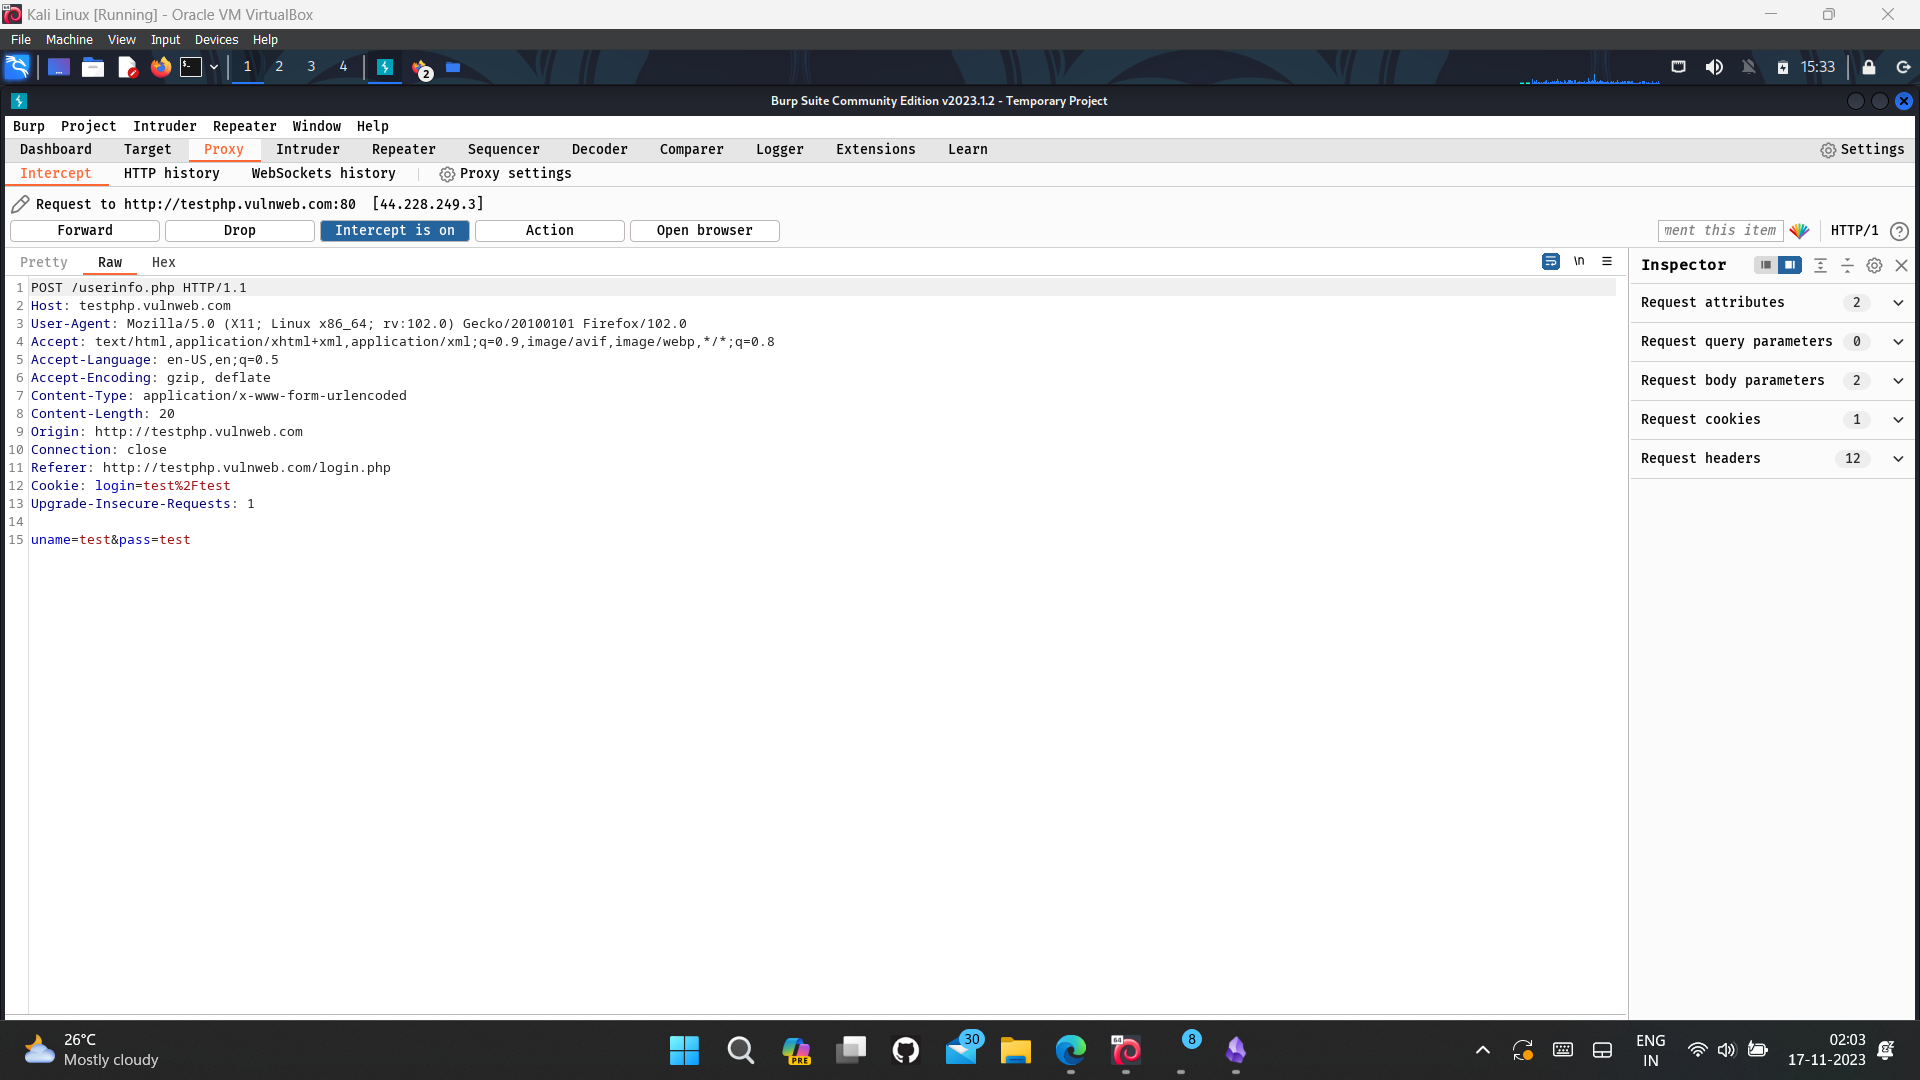 Kali Linux [Running] - Oracle VM VirtualBox
File Machine View Input Devices Help
1 2 3 4 2 15:33
Burp Suite Community Edition v2023.1.2 - Temporary Project
Burp Project Intruder Repeater Window Help
Dashboard Target Proxy Intruder Repeater Sequencer Decoder Comparer Logger Extensions Learn Settings
Intercept HTTP history WebSockets history Proxy settings
Request to http://testphp.vulnweb.com:80 [44.228.249.3]
Forward Drop Intercept is on Action Open browser ment this item HTTP/1 ?
Pretty Raw Hex \n
Inspector
1 POST /userinfo.php HTTP/1.1
2 Host: testphp.vulnweb.com
3 User-Agent: Mozilla/5.0 (X11; Linux x86_64; rv:102.0) Gecko/20100101 Firefox/102.0
4 Accept: text/html,application/xhtml+xml,application/xml;q=0.9,image/avif,image/webp,*/*;q=0.8
5 Accept-Language: en-US,en;q=0.5
6 Accept-Encoding: gzip, deflate
7 Content-Type: application/x-www-form-urlencoded
8 Content-Length: 20
9 Origin: http://testphp.vulnweb.com
10 Connection: close
11 Referer: http://testphp.vulnweb.com/login.php
12 Cookie: login=test%2Ftest
13 Upgrade-Insecure-Requests: 1
14
15 uname=test&pass=test
Request attributes 2
Request query parameters 0
Request body parameters 2
Request cookies 1
Request headers 12
26°C
Mostly cloudy
PRE
30
64
8
ENG
IN
02:03
17-11-2023